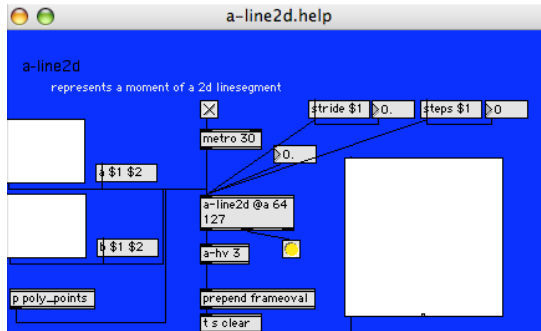 a-line2d.help
a-line2d
represents a moment of a 2d linesegment
stride $1
0.
steps $1
0
metro 30
0.
a $1 $2
a-line2d @a 64
127
b $1 $2
a-hv 3
p poly_points
prepend frameoval
t s clear